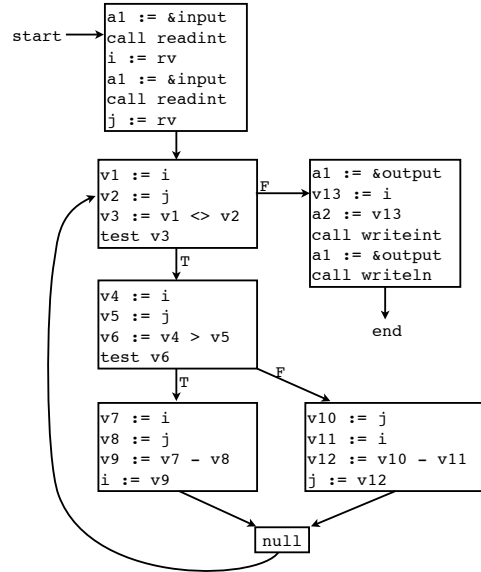 start
a1 := &input
call readint
i := rv
a1 := &input
call readint
j := rv
v1 := i
v2 := j
v3 := v1 <> v2
test v3
F
a1 := &output
v13 := i
a2 := v13
call writeint
a1 := &output
call writeln
end
T
v4 := i
v5 := j
v6 := v4 > v5
test v6
T
F
v7 := i
v8 := j
v9 := v7 - v8
i := v9
v10 := j
v11 := i
v12 := v10 - v11
j := v12
null